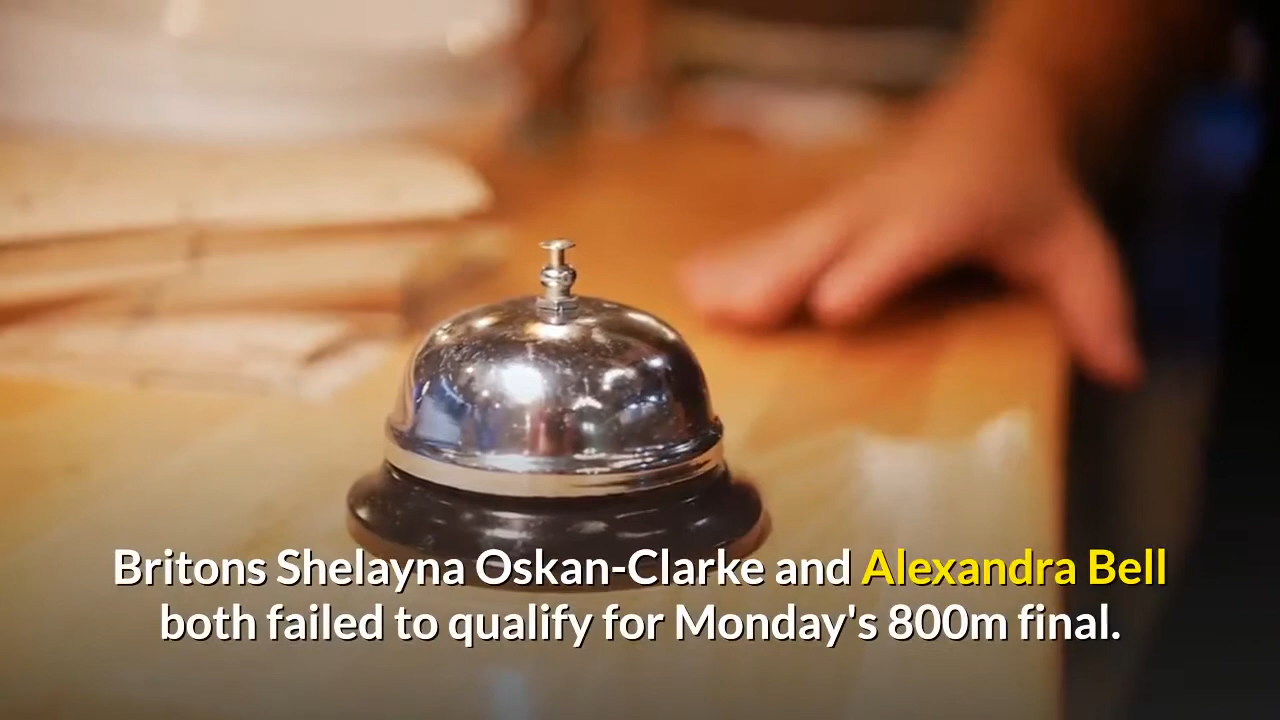 Britons Shelayna Oskan-Clarke and Alexandra Bell
both failed to qualify for Monday's 800m final.